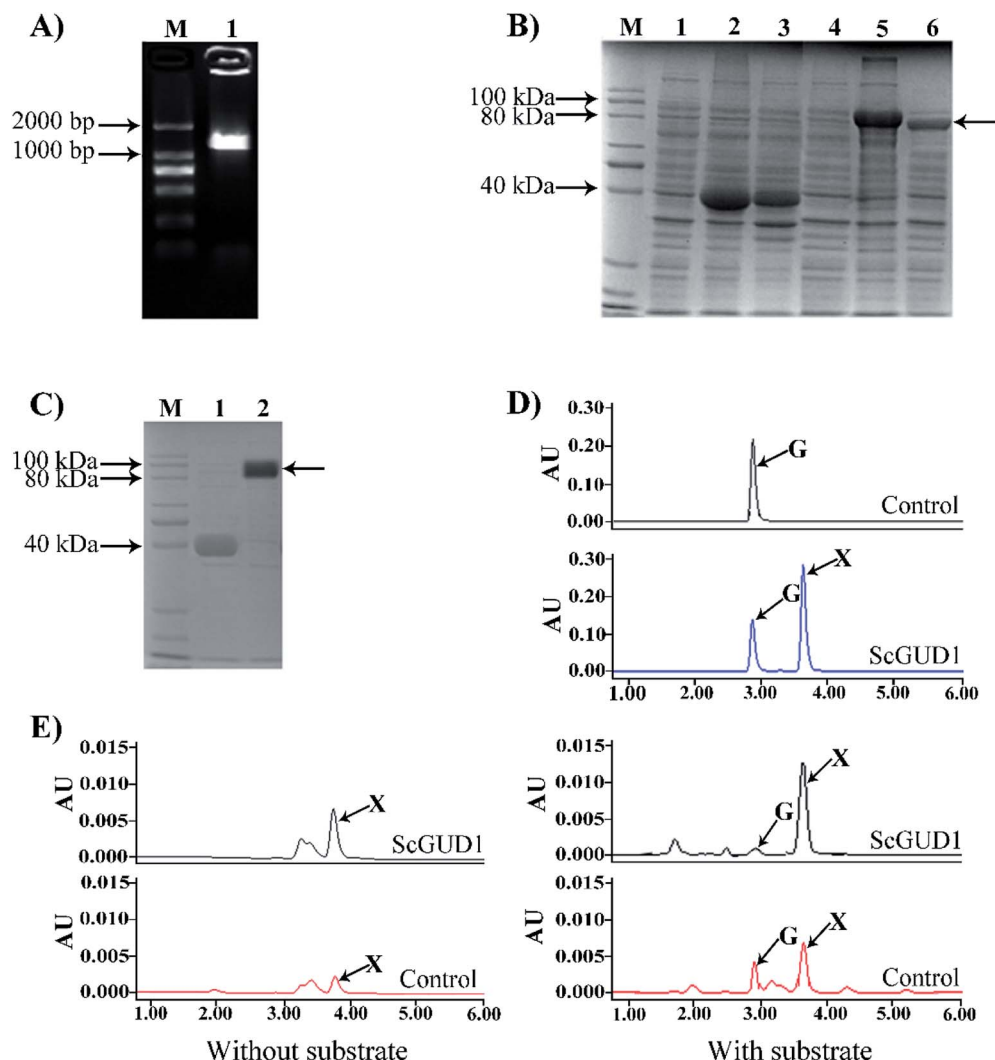 A)
M 1
2000 bp
1000 bp
B)
M 1 2 3 4 5 6
100 kDa
80 kDa
40 kDa
C)
M 1 2
100 kDa
80 kDa
40 kDa
D)
AU
0.30
0.20
0.10
0.00
G
Control
AU
0.30
0.20
0.10
0.00
G
X
ScGUD1
1.00 2.00 3.00 4.00 5.00 6.00
E)
AU
0.015
0.010
0.005
0.000
X
ScGUD1
AU
0.015
0.010
0.005
0.000
X
Control
1.00 2.00 3.00 4.00 5.00 6.00
Without substrate
AU
0.015
0.010
0.005
0.000
G
X
ScGUD1
AU
0.015
0.010
0.005
0.000
G
X
Control
1.00 2.00 3.00 4.00 5.00 6.00
With substrate